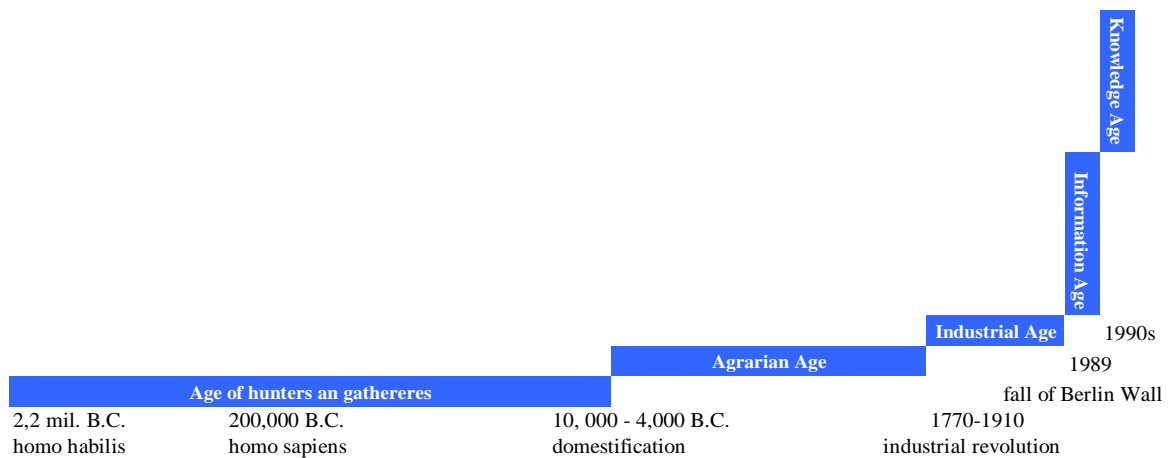 Knowledge Age
Information Age
Industrial Age
1990s
Agrarian Age
1989
Age of hunters an gathereres
fall of Berlin Wall
2,2 mil. B.C.
200,000 B.C.
10, 000 - 4,000 B.C.
1770-1910
homo habilis
homo sapiens
domestification
industrial revolution